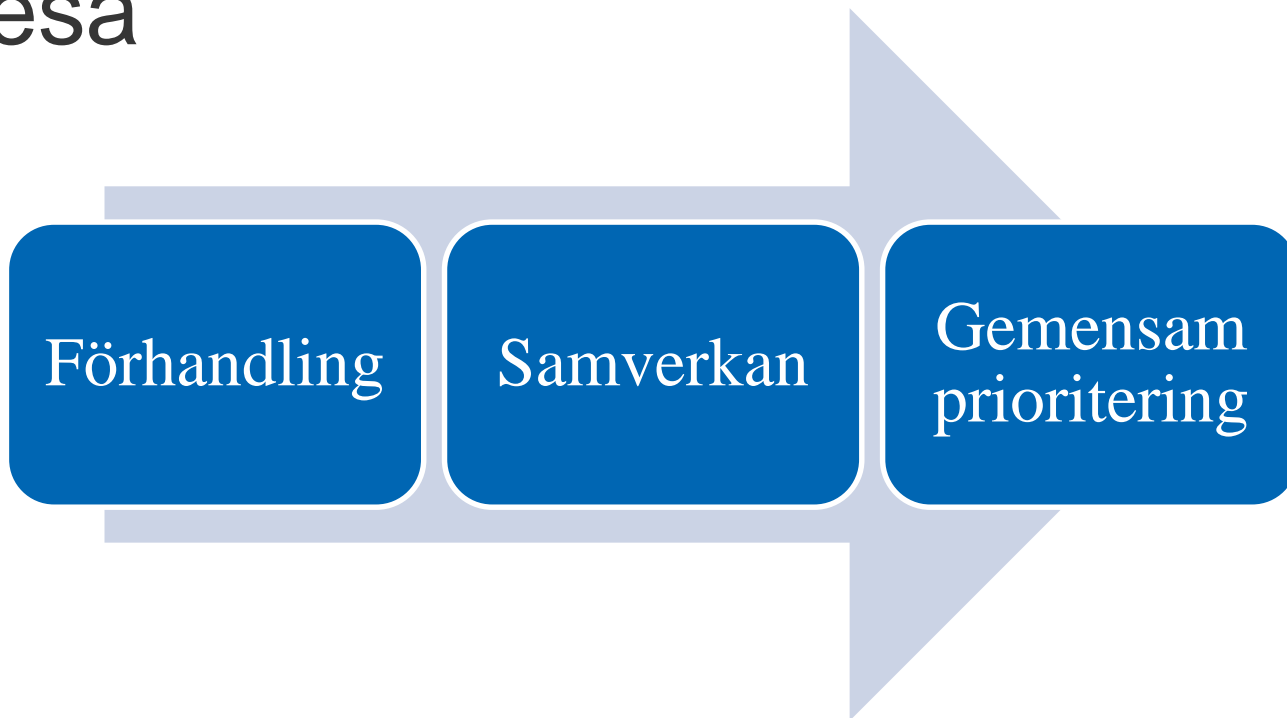 esa
Förhandling
Samverkan
Gemensam
prioritering